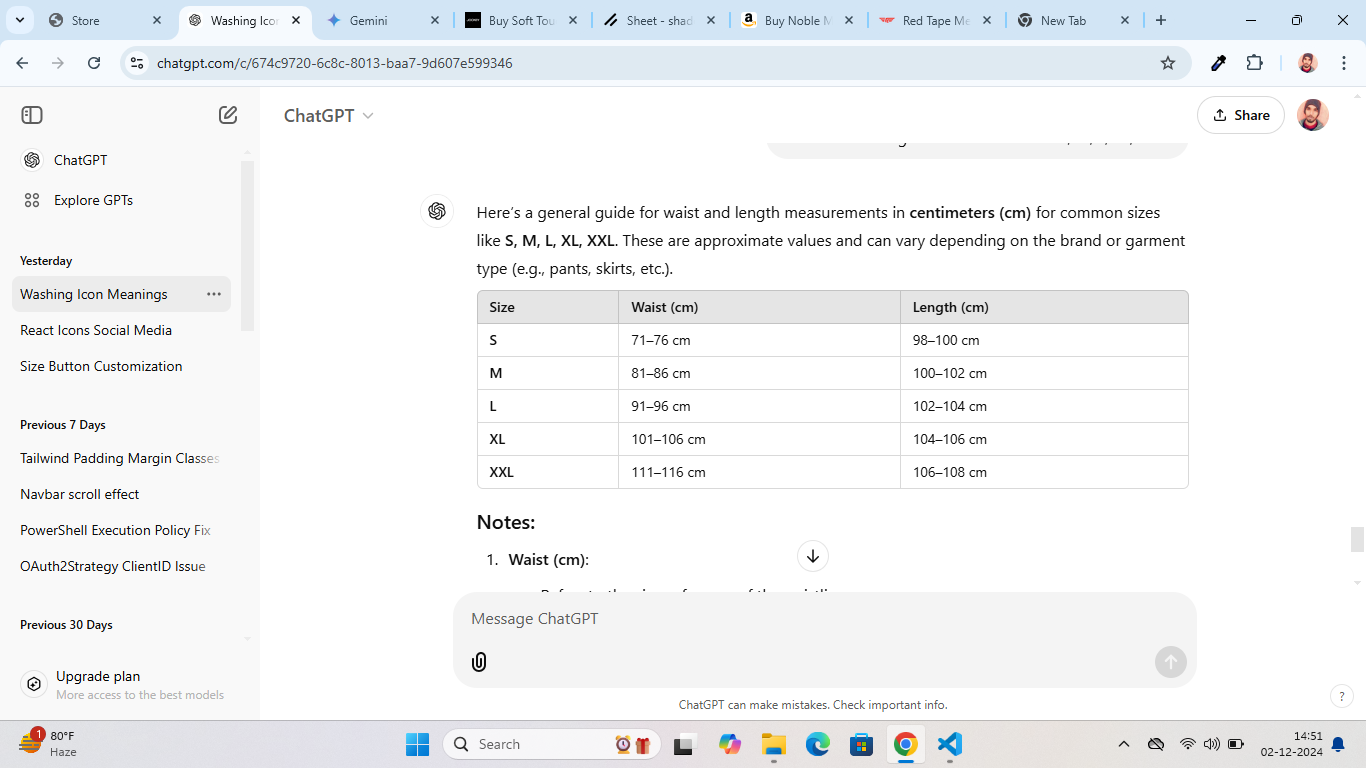 Store
Washing Icon
Gemini
Buy Soft Tou
Sheet - shad
Buy Noble M
Red Tape Me
New Tab
chatgpt.com/c/674c9720-6c8c-8013-baa7-9d607e599346
ChatGPT
Explore GPTs
Yesterday
Washing Icon Meanings
React Icons Social Media
Size Button Customization
Previous 7 Days
Tailwind Padding Margin Classes
Navbar scroll effect
PowerShell Execution Policy Fix
OAuth2Strategy ClientID Issue
Previous 30 Days
Upgrade plan
More access to the best models
ChatGPT
Share
Here's a general guide for waist and length measurements in centimeters (cm) for common sizes
like S, M, L, XL, XXL. These are approximate values and can vary depending on the brand or garment
type (e.g., pants, skirts, etc.).
Size Waist (cm) Length (cm)
S 71–76 cm 98–100 cm
M 81–86 cm 100–102 cm
L 91–96 cm 102–104 cm
XL 101–106 cm 104–106 cm
XXL 111–116 cm 106–108 cm
Notes:
1. Waist (cm):
Message ChatGPT
ChatGPT can make mistakes. Check important info.
?
1
80°F
Haze
Search
14:51
02-12-2024